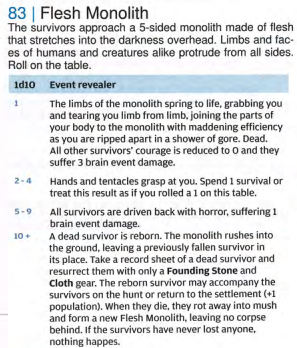 83 | Flesh Monolith
The survivors approach a 5-sided monolith made of flesh
that stretches into the darkness overhead. Limbs and fac-
es of humans and creatures alike protrude from all sides.
Roll on the table.
1d10 Event revealer
1 The limbs of the monolith spring to life, grabbing you
and tearing you limb from limb, joining the parts of
your body to the monolith with maddening efficiency
as you are ripped apart in a shower of gore. Dead.
All other survivors' courage is reduced to 0 and they
suffer 3 brain event damage.
2 - 4 Hands and tentacles grasp at you. Spend 1 survival or
treat this result as if you rolled a 1 on this table.
5 - 9 All survivors are driven back with horror, suffering 1
brain event damage.
10 + A dead survivor is reborn. The monolith rushes into
the ground, leaving a previously fallen survivor in
its place. Take a record sheet of a dead survivor and
resurrect them with only a Founding Stone and
Cloth gear. The reborn survivor may accompany the
survivors on the hunt or return to the settlement (+1
population). When they die, they rot away into mush
and form a new Flesh Monolith, leaving no corpse
behind. If the survivors have never lost anyone,
nothing happens.